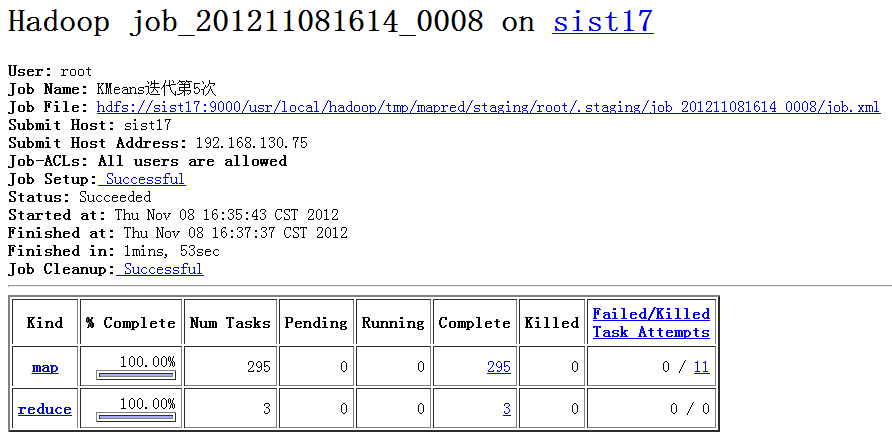 Hadoop job_201211081614_0008 on sist17
User: root
Job Name: KMeans迭代第5次
Job File: hdfs://sist17:9000/usr/local/hadoop/tmp/mapred/staging/root/.staging/job_201211081614_0008/job.xml
Submit Host: sist17
Submit Host Address: 192.168.130.75
Job-ACLs: All users are allowed
Job Setup: Successful
Status: Succeeded
Started at: Thu Nov 08 16:35:43 CST 2012
Finished at: Thu Nov 08 16:37:37 CST 2012
Finished in: 1mins, 53sec
Job Cleanup: Successful
Kind % Complete Num Tasks Pending Running Complete Killed Failed/Killed
Task Attempts
map 100.00% 295 0 0 295 0 0 / 11
reduce 100.00% 3 0 0 3 0 0 / 0